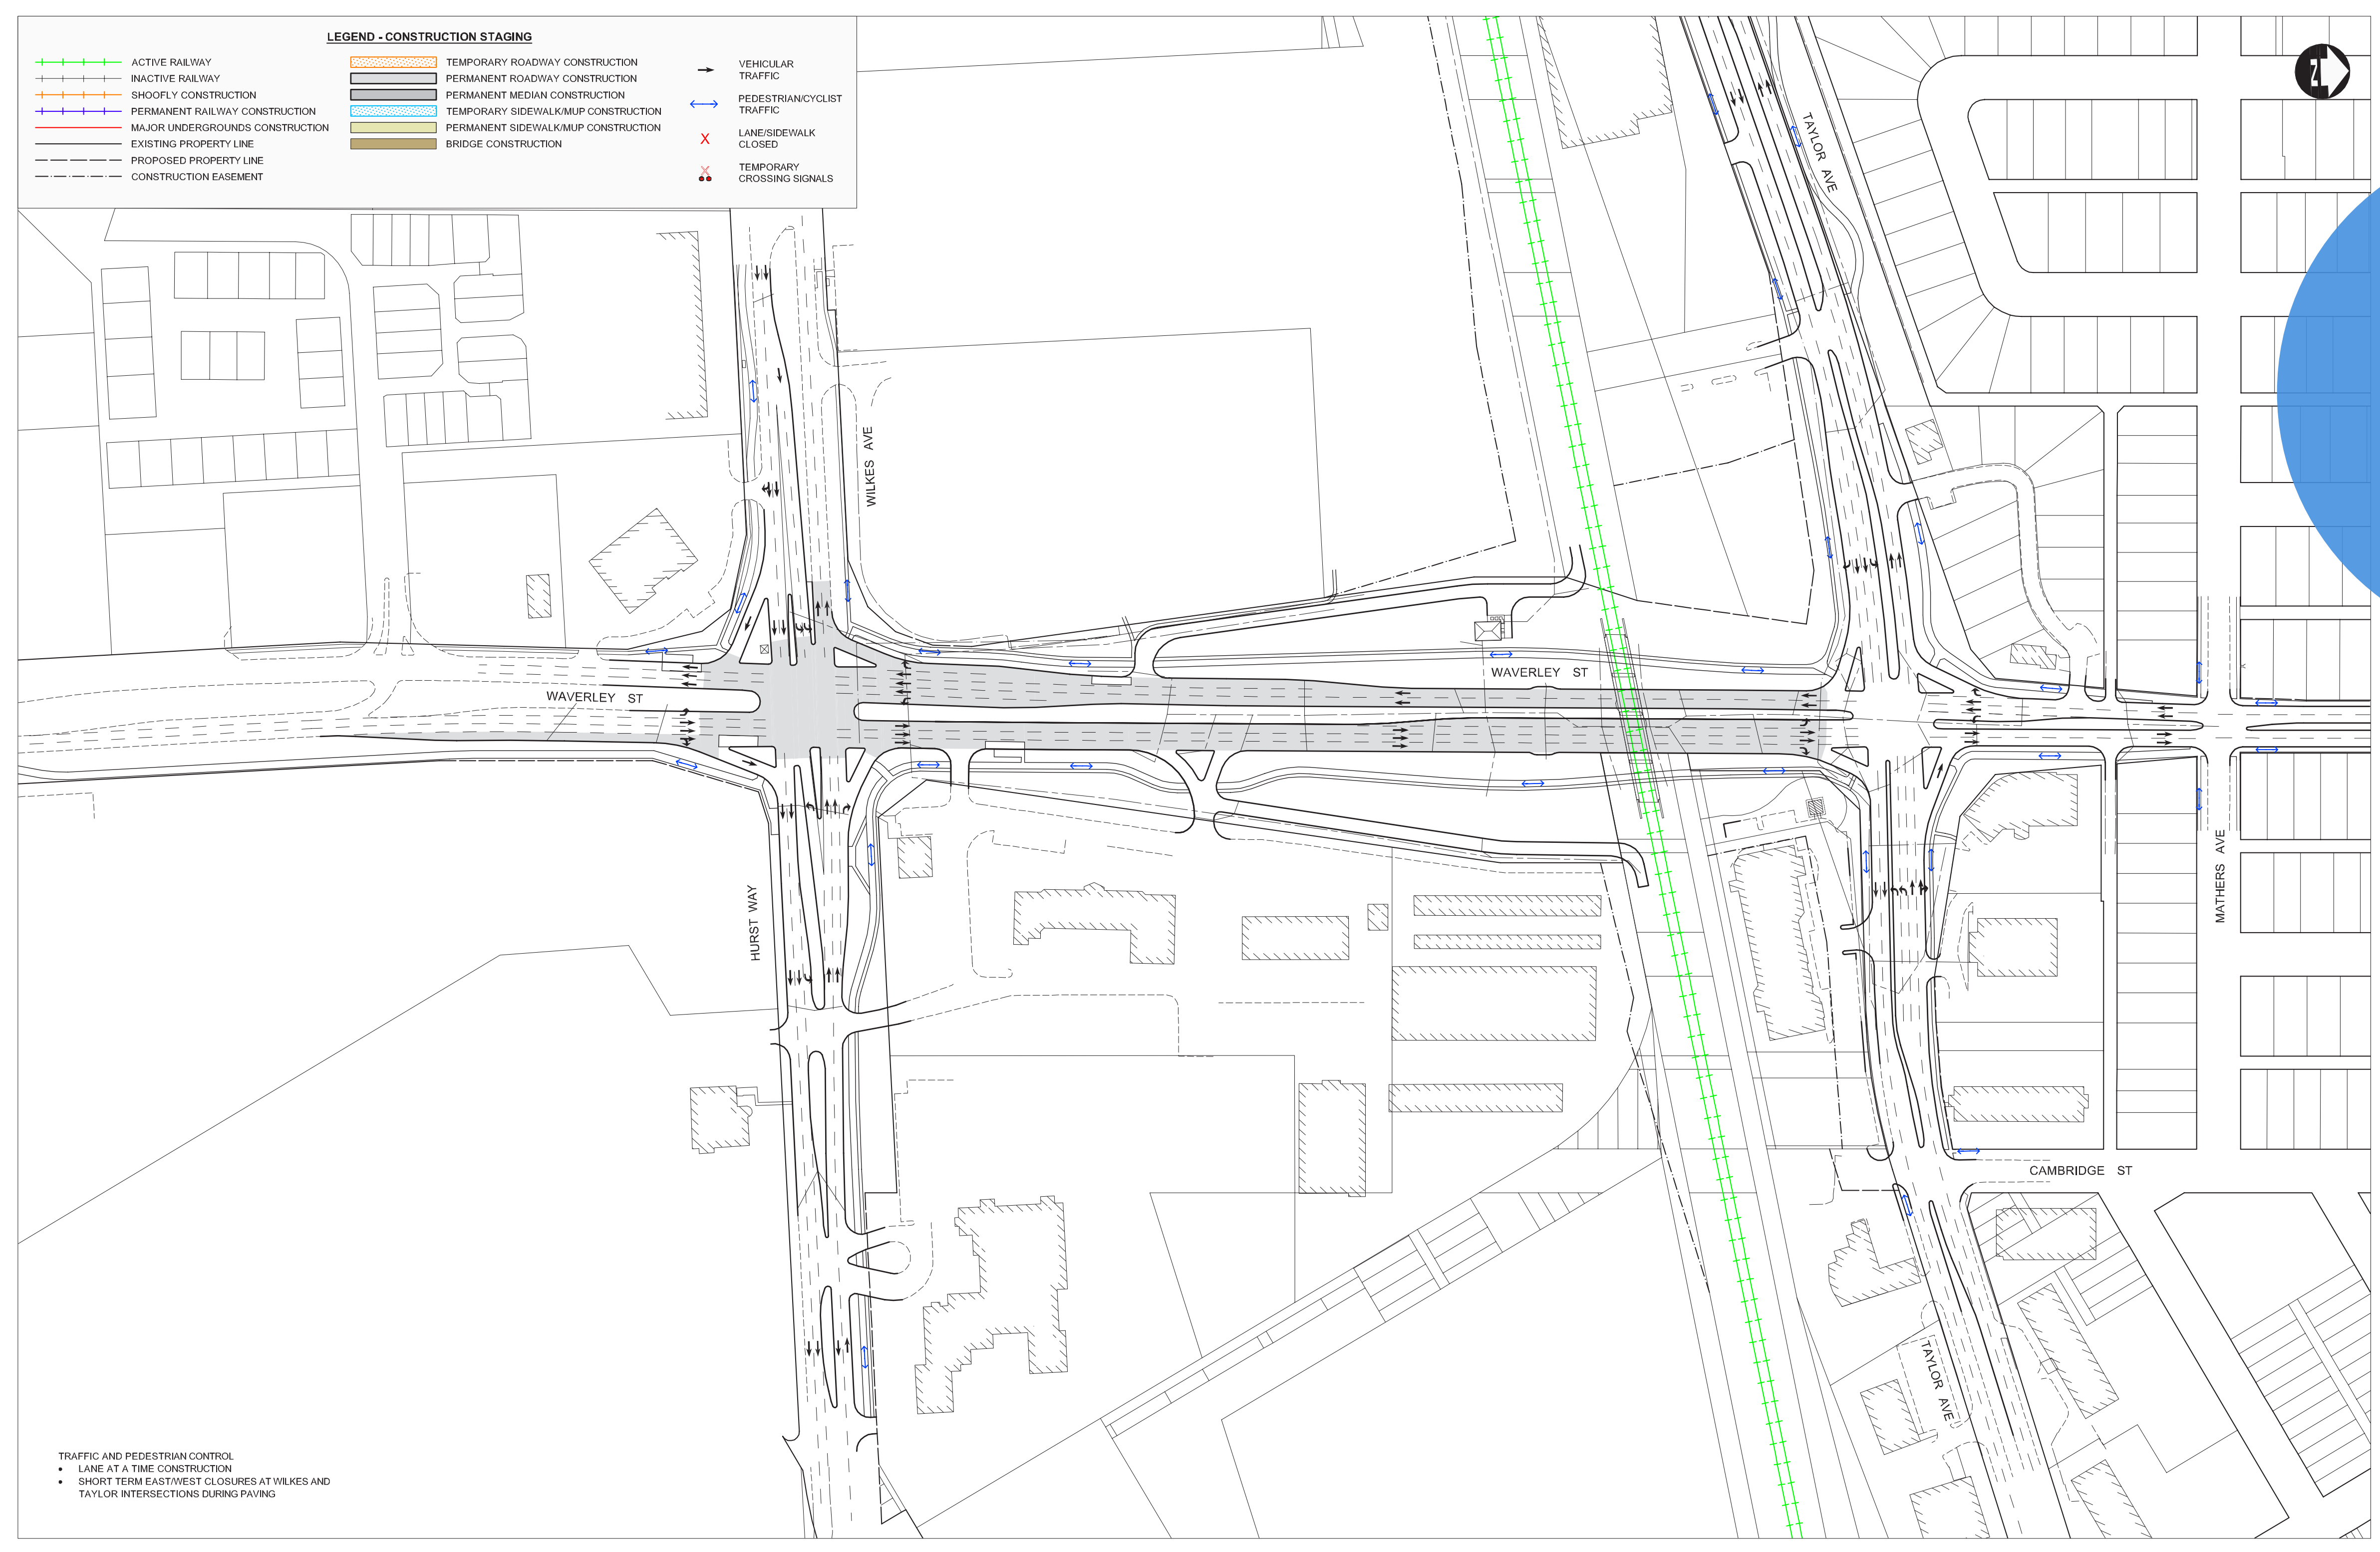 LEGEND - CONSTRUCTION STAGING
ACTIVE RAILWAY
INACTIVE RAILWAY
SHOOFLY CONSTRUCTION
PERMANENT RAILWAY CONSTRUCTION
MAJOR UNDERGROUNDS CONSTRUCTION
EXISTING PROPERTY LINE
PROPOSED PROPERTY LINE
CONSTRUCTION EASEMENT
TEMPORARY ROADWAY CONSTRUCTION
PERMANENT ROADWAY CONSTRUCTION
PERMANENT MEDIAN CONSTRUCTION
TEMPORARY SIDEWALK/MUP CONSTRUCTION
PERMANENT SIDEWALK/MUP CONSTRUCTION
BRIDGE CONSTRUCTION
VEHICULAR
TRAFFIC
PEDESTRIAN/CYCLIST
TRAFFIC
X
LANE/SIDEWALK
CLOSED
X
TEMPORARY
CROSSING SIGNALS
N
TAYLOR AVE
WILKES AVE
WAVERLEY ST
WAVERLEY ST
HURST WAY
MATHERS AVE
CAMBRIDGE ST
TAYLOR AVE
TRAFFIC AND PEDESTRIAN CONTROL
• LANE AT A TIME CONSTRUCTION
• SHORT TERM EAST/WEST CLOSURES AT WILKES AND
TAYLOR INTERSECTIONS DURING PAVING